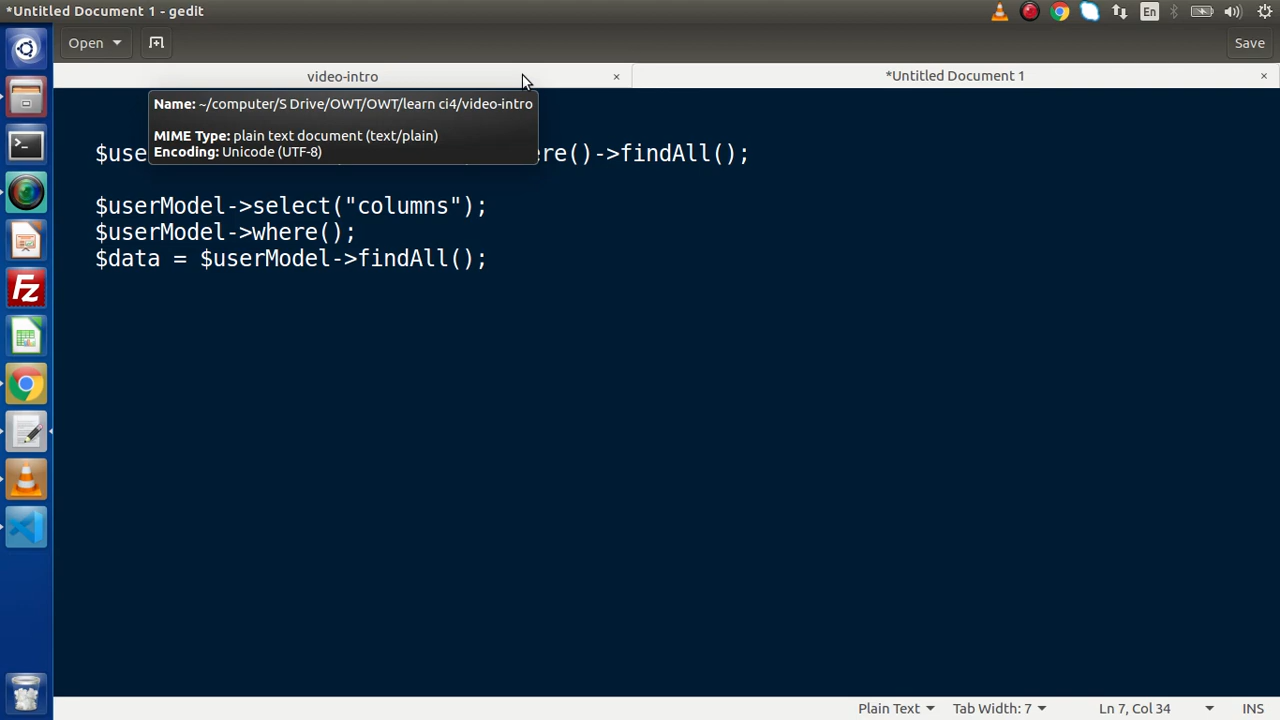 *Untitled Document 1 - gedit
En
Open
Save
video-intro
*Untitled Document 1
Name: ~/computer/S Drive/OWT/OWT/learn ci4/video-intro
MIME Type: plain text document (text/plain)
Encoding: Unicode (UTF-8)
()->findAll();
$userModel->select("columns");
$userModel->where();
$data = $userModel->findAll();
Fz
Plain Text
Tab Width: 7
Ln 7, Col 34
INS